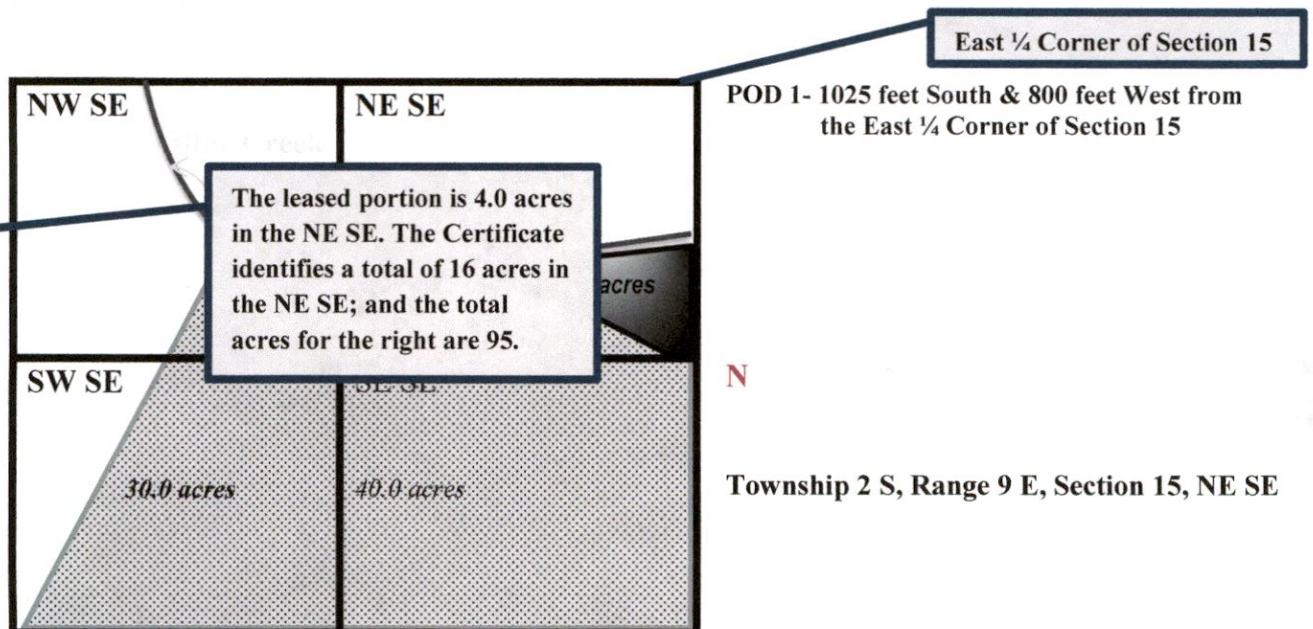 East ¼ Corner of Section 15
NW SE
NE SE
POD 1- 1025 feet South & 800 feet West from
the East ¼ Corner of Section 15
The leased portion is 4.0 acres
in the NE SE. The Certificate
identifies a total of 16 acres in
the NE SE; and the total
acres for the right are 95.
acres
SW SE
SE SE
N
30.0 acres
40.0 acres
Township 2 S, Range 9 E, Section 15, NE SE